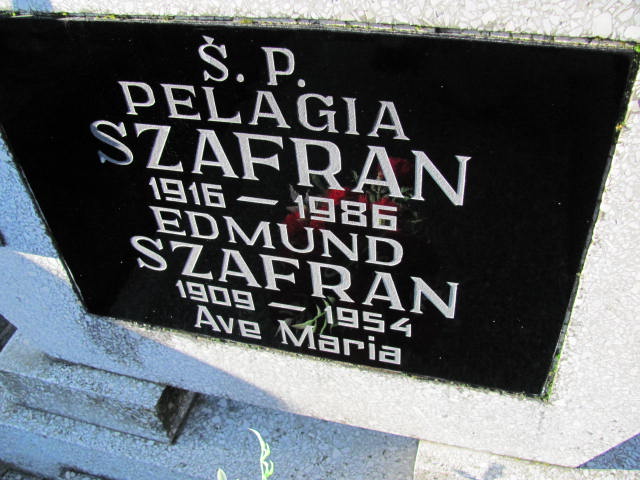 Š. P.
PELAGIA
SZAFRAN
1916 — 1986
EDMUND
SZAFRAN
1909 — 1954
Ave Maria